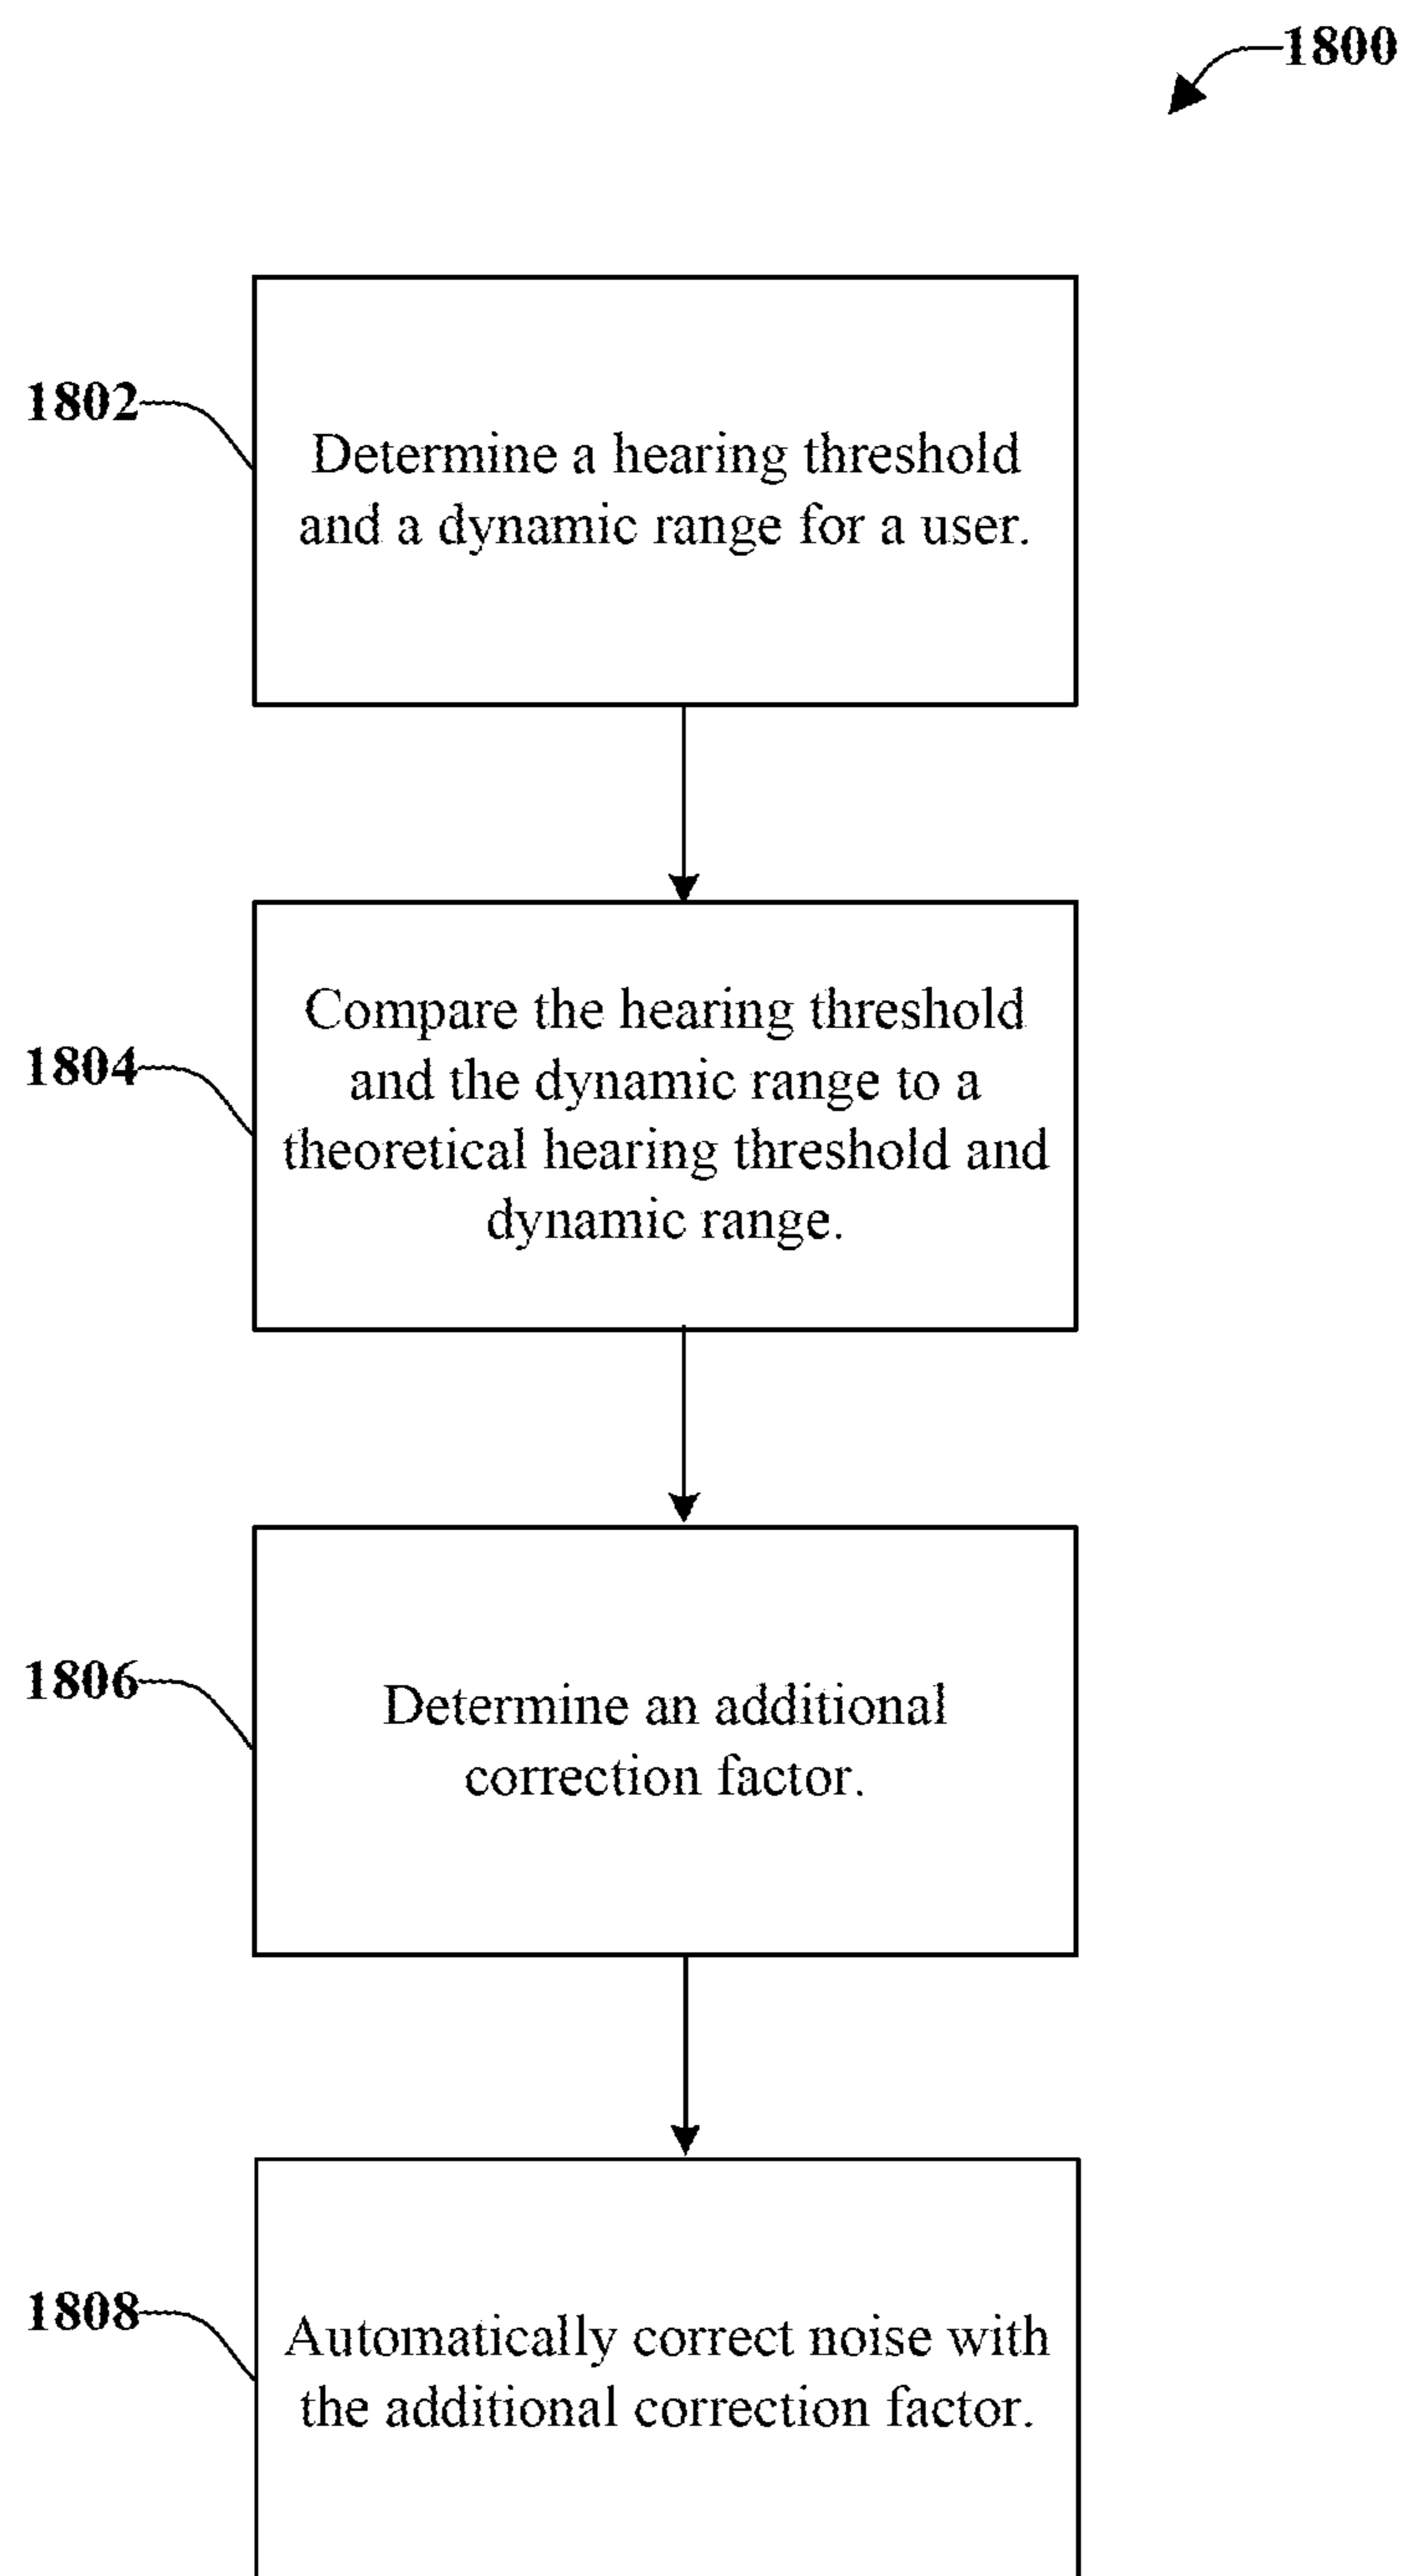 1800
1802
Determine a hearing threshold
and a dynamic range for a user.
1804
Compare the hearing threshold
and the dynamic range to a
theoretical hearing threshold and
dynamic range.
1806
Determine an additional
correction factor.
1808
Automatically correct noise with
the additional correction factor.